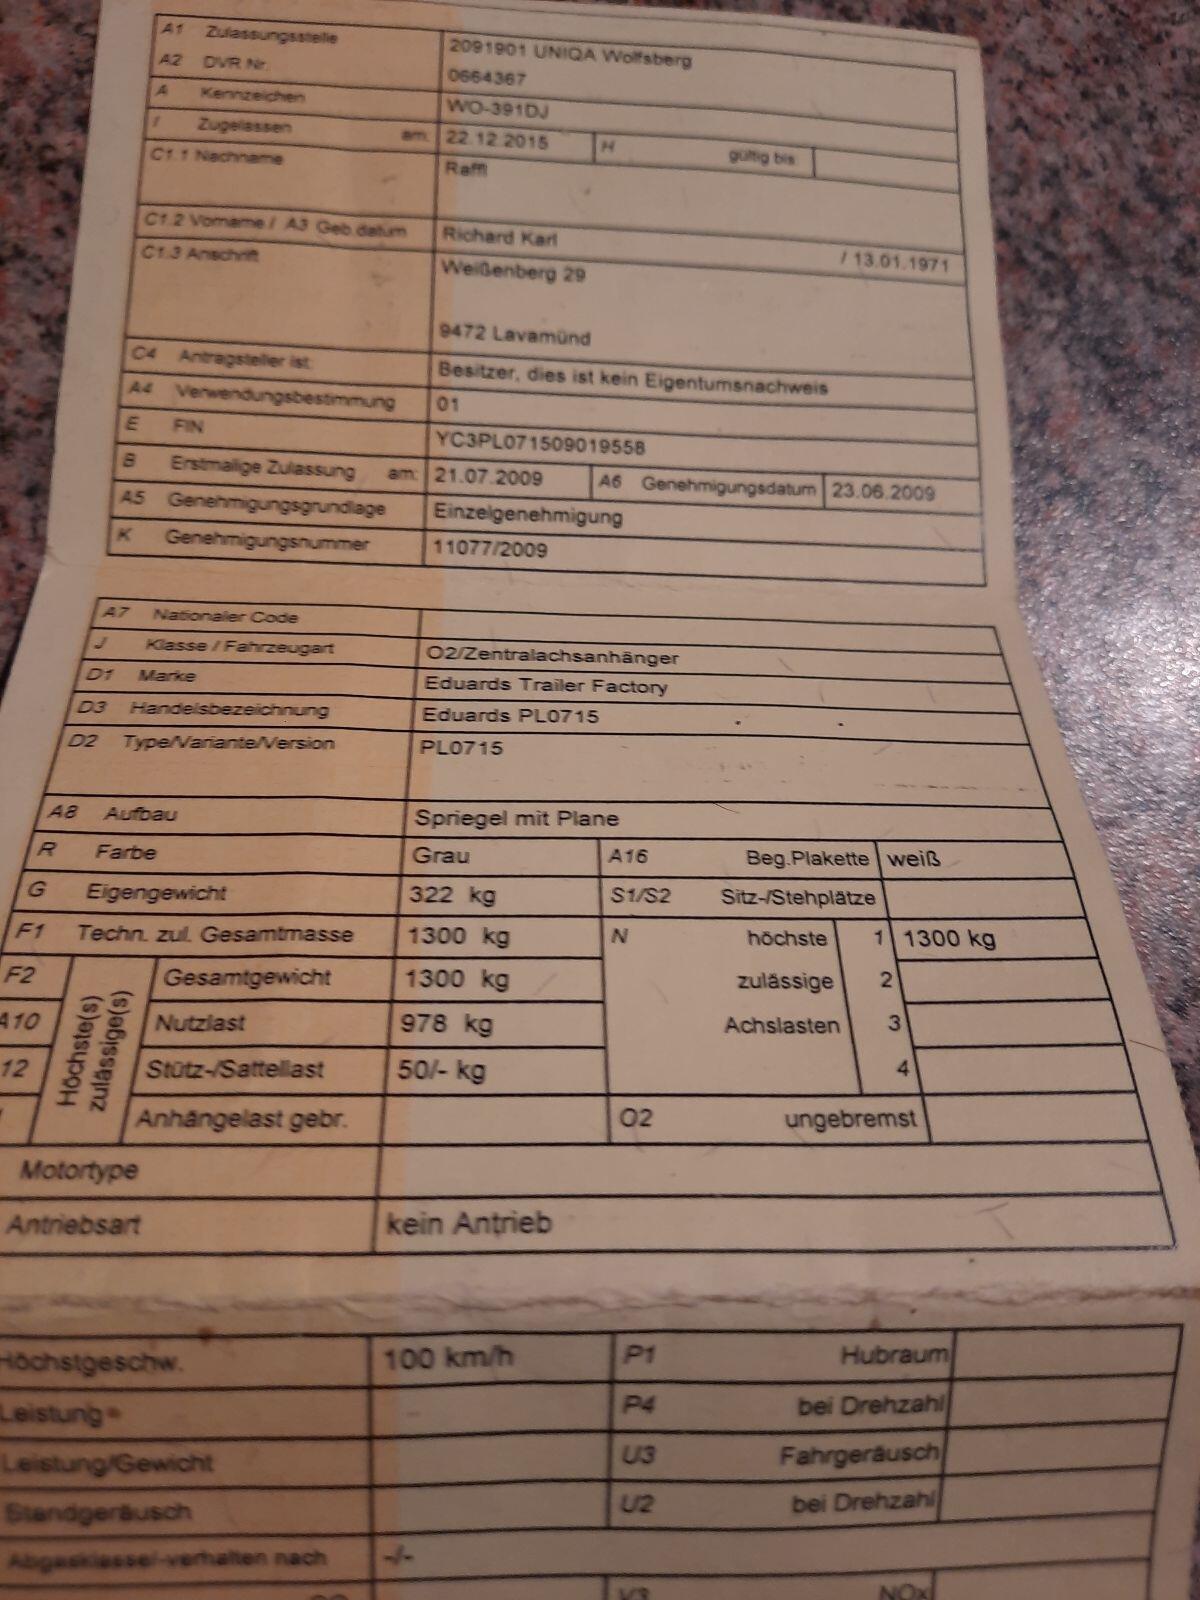 A1 Zulassungsstelle 2091901 UNIQA Wolfsberg
A2 DVR Nr. 0664367
A Kennzeichen WO-391DJ
I Zugelassen am: 22.12.2015 H gültig bis
C1.1 Nachname Raffl
C1.2 Vorname / A3 Geb.datum Richard Karl / 13.01.1971
C1.3 Anschrift Weißenberg 29
9472 Lavamünd
C4 Antragsteller ist: Besitzer, dies ist kein Eigentumsnachweis
A4 Verwendungsbestimmung 01
E FIN YC3PL071509019558
B Erstmalige Zulassung am: 21.07.2009 A6 Genehmigungsdatum 23.06.2009
A5 Genehmigungsgrundlage Einzelgenehmigung
K Genehmigungsnummer 11077/2009
A7 Nationaler Code
J Klasse / Fahrzeugart O2/Zentralachsanhänger
D1 Marke Eduards Trailer Factory
D3 Handelsbezeichnung Eduards PL0715
D2 Type/Variante/Version PL0715
A8 Aufbau Spriegel mit Plane
R Farbe Grau A16 Beg.Plakette weiß
G Eigengewicht 322 kg S1/S2 Sitz-/Stehplätze
F1 Techn. zul. Gesamtmasse 1300 kg N höchste 1 1300 kg
F2 Höchste(s) zulässige(s) Gesamtgewicht 1300 kg zulässige 2
A10 Nutzlast 978 kg Achslasten 3
12 Stütz-/Sattellast 50/- kg 4
Anhängelast gebr. O2 ungebremst
Motortype
Antriebsart kein Antrieb
Höchstgeschw. 100 km/h P1 Hubraum
Leistung P4 bei Drehzahl
Leistung/Gewicht U3 Fahrgeräusch
Standgeräusch U2 bei Drehzahl
Abgasklasse/-verhalten nach -/-
V3 NOx